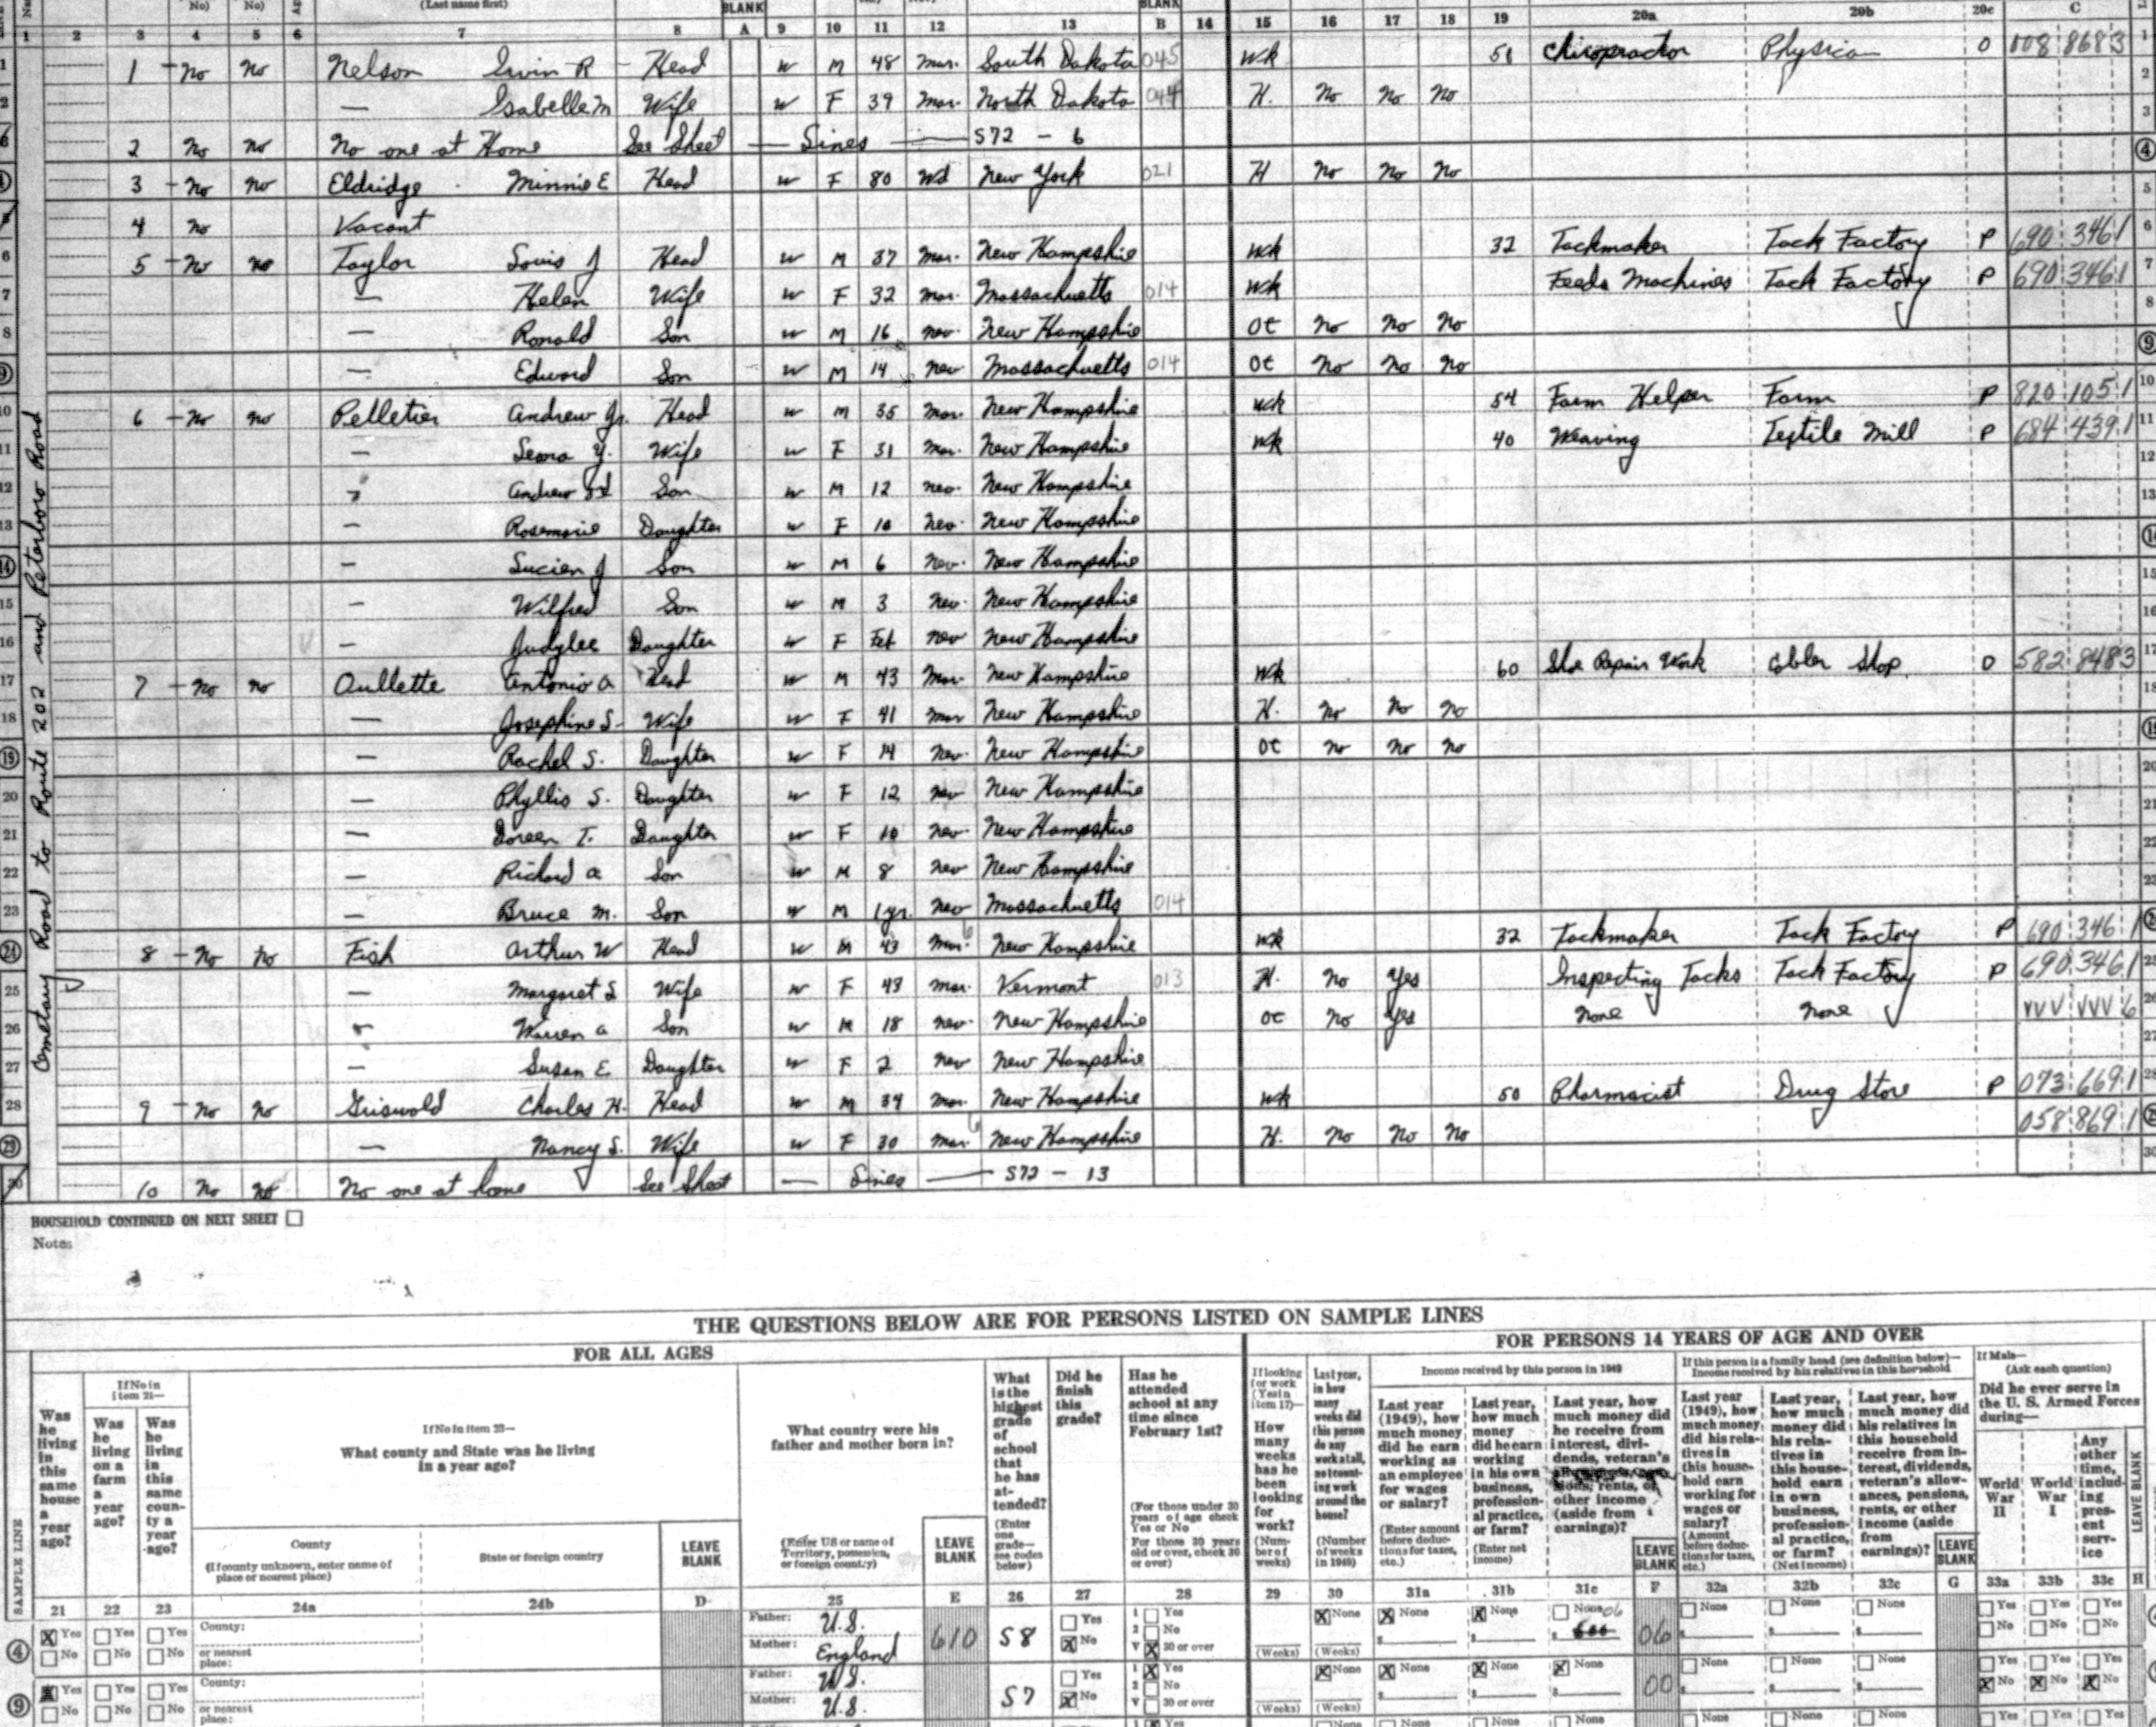 No) No) (Last name first) BLANK BLANK
1 2 3 4 5 6 7 8 A 9 10 11 12 13 B 14 15 16 17 18 19 20a 20b 20c C
1 1 No No Nelson Irvin R Head W M 48 Mar. South Dakota 045 Wk 51 Chiropractor Physician O 008 868 3 1
2 — Isabelle M Wife W F 39 Mar. North Dakota 044 H. No No No
2 No No No one at Home See Sheet — Lines — S72 - 6
3 No No Eldridge Minnie E Head W F 80 Wd New York 021 H No No No
4 No Vacant
6 5 No No Taylor Louis J Head W M 37 Mar. New Hampshire Wk 32 Tackmaker Tack Factory P 690 346 1
7 — Helen Wife W F 32 Mar. Massachuetts 014 Wk Feeds Machines Tack Factory P 690 346 1
8 — Ronald Son W M 16 nev. New Hampshire Ot No No No
9 — Edward Son W M 14 nev Massachuetts 014 Ot No No No
10 6 No No Pelletier Andrew Jr. Head W M 35 Mar. New Hampshire Wk 54 Farm Helper Farm P 820 105 1
11 — Leona Y. Wife W F 31 Mar. New Hampshire Wk 40 Weaving Textile Mill P 684 439 1
12 Andrew 3d Son W M 12 nev. New Hampshire
13 — Rosemarie Daughter W F 10 nev. New Hampshire
14 — Lucien J Son W M 6 nev. New Hampshire
15 — Wilfred Son W M 3 nev. New Hampshire
16 — Judylee Daughter W F Feb nev New Hampshire
17 7 No No Oullette Antonio A Head W M 43 Mar. New Hampshire Wk 60 Shoe Repair Work Cobler Shop O 582 848 3
18 — Josephine S. Wife W F 41 Mar New Hampshire H. No No No
19 — Rachel S. Daughter W F 14 nev. New Hampshire Ot No No No
20 — Phyllis S. Daughter W F 12 nev New Hampshire
21 — Doreen T. Daughter W F 10 nev. New Hampshire
22 — Richard A Son W M 8 nev New Hampshire
23 — Bruce M. Son W M 1 yr. nev Massachuetts 014
24 8 No No Fish Arthur W Head W M 43 Mar. New Hampshire Wk 32 Tackmaker Tack Factory P 690 346 1
25 — Margaret L Wife W F 43 Mar. Vermont 013 H. No Yes Inspecting Tacks Tack Factory P 690 346 1
26 Warren A Son W M 18 nev. New Hampshire Ot No Yes None None VVV VVV 6
27 — Susan E Daughter W F 2 nev New Hampshire
28 9 No No Griswold Charles H. Head W M 34 Mar. New Hampshire Wk 50 Pharmacist Drug Store P 073 669 1
058 869 1
29 — Nancy S. Wife W F 30 Mar New Hampshire H. No No No
30 10 No No No one at home See Sheet — Lines — S72 - 13
Cemetary Road to Route 202 and Peterboro Road
HOUSEHOLD CONTINUED ON NEXT SHEET
Notes
THE QUESTIONS BELOW ARE FOR PERSONS LISTED ON SAMPLE LINES
FOR ALL AGES
FOR PERSONS 14 YEARS OF AGE AND OVER
SAMPLE LINE
Was he living in this same house a year ago?
If No in item 21—
Was he living on a farm a year ago?
Was he living in this same county a year ago?
If No in item 23—
What county and State was he living in a year ago?
County
(If county unknown, enter name of place or nearest place)
State or foreign country
LEAVE BLANK
What country were his father and mother born in?
(Enter US or name of Territory, possession, or foreign country)
LEAVE BLANK
What is the highest grade of school that he has attended?
(Enter one grade—see codes below)
Did he finish this grade?
Has he attended school at any time since February 1st?
(For those under 30 years of age check Yes or No
For those 30 years old or over, check 30 or over)
If looking for work (Yes in item 17)—
How many weeks has he been looking for work?
(Number of weeks)
Last year, in how many weeks did this person do any work at all, not counting work around the house?
(Number of weeks in 1949)
Income received by this person in 1949
Last year (1949), how much money did he earn working as an employee for wages or salary?
(Enter amount before deductions for taxes, etc.)
Last year, how much money did he earn working in his own business, professional practice, or farm?
(Enter net income)
Last year, how much money did he receive from interest, dividends, veteran's rents, or other income (aside from earnings)?
LEAVE BLANK
If this person is a family head (see definition below)—
Income received by his relatives in this household
Last year (1949), how much money did his relatives in this household earn working for wages or salary?
(Amount before deductions for taxes, etc.)
Last year, how much money did his relatives in this household earn in own business, professional practice or farm?
(Net Income)
Last year, how much money did his relatives in this household receive from interest, dividends, veteran's allowances, pensions, rents, or other income (aside from earnings)?
LEAVE BLANK
If Male—
(Ask each question)
Did he ever serve in the U. S. Armed Forces during—
World War II
World War I
Any other time, including present service
LEAVE BLANK
21 22 23 24a 24b D 25 E 26 27 28 29 30 31a 31b 31c F 32a 32b 32c G 33a 33b 33c H
4 X Yes Yes Yes County: Father: U.S. 610 S8 Yes 1 Yes X None X None X None None 06 None None None Yes Yes Yes
No No No or nearest place: Mother: England X No 2 No V X 30 or over (Weeks) (Weeks) 06 No No No
9 Yes Yes Yes County: Father: U.S. S7 Yes 1 X Yes X None X None X None X None None None None Yes Yes Yes
No No No or nearest place: Mother: U.S. X No 2 No V 30 or over (Weeks) (Weeks) 00 X No X No X No
Yes None None None None None None None Yes Yes Yes